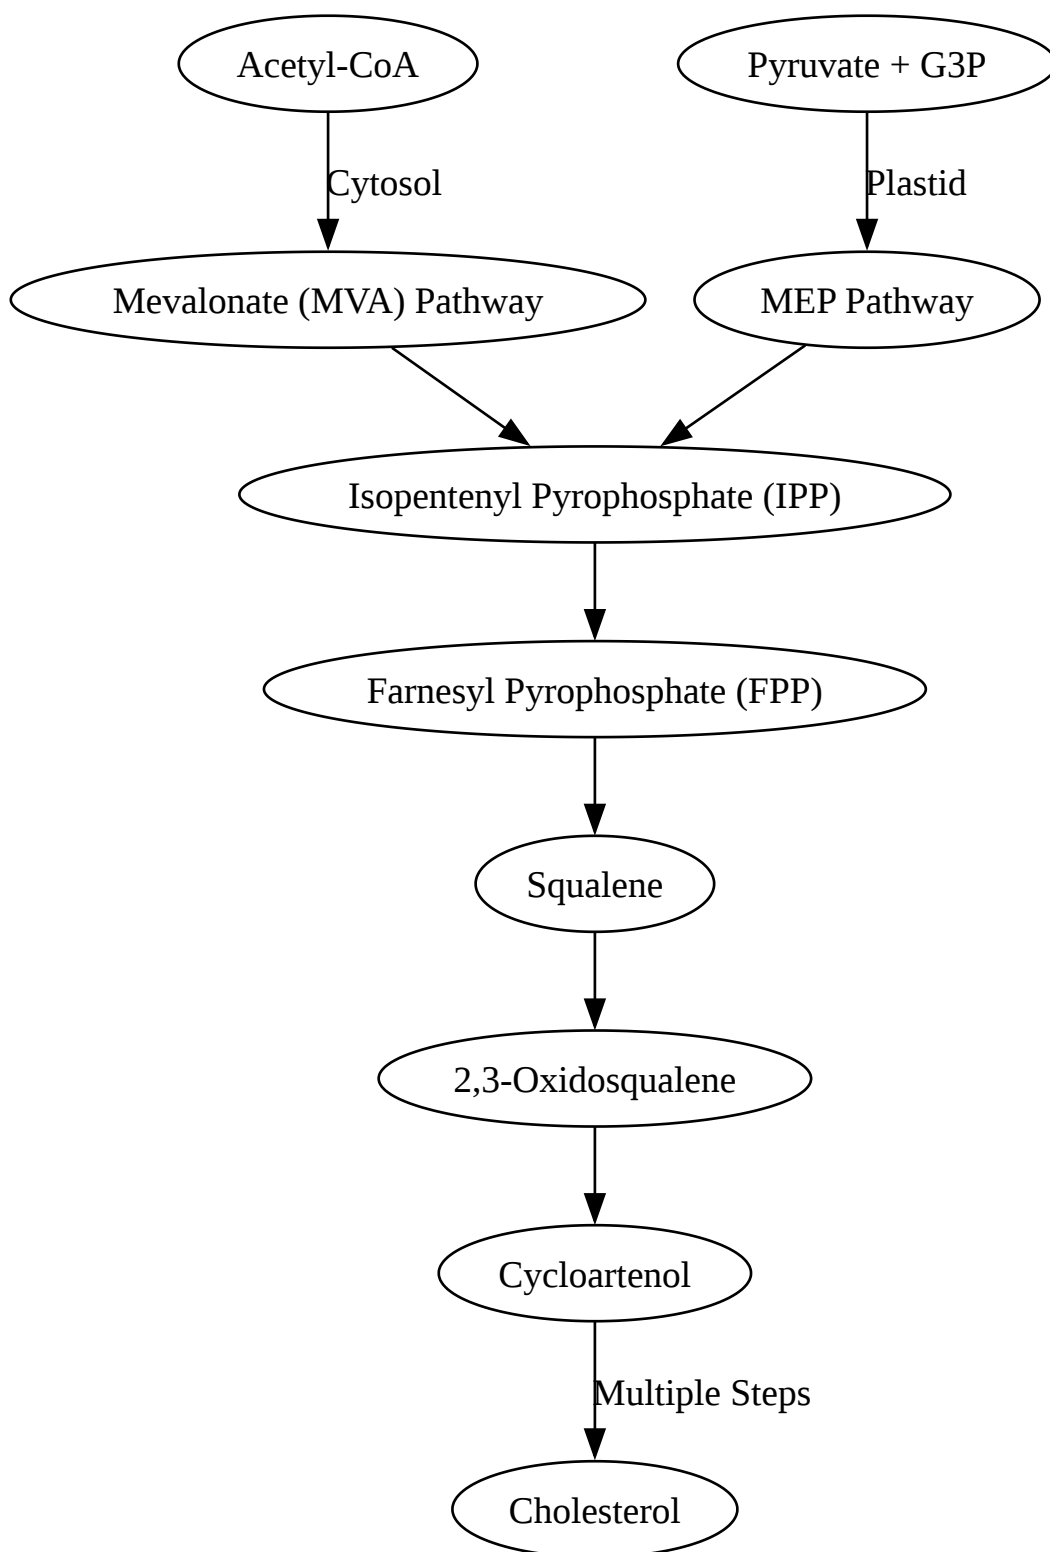 Acetyl-CoA
Pyruvate + G3P
Cytosol
Plastid
Mevalonate (MVA) Pathway
MEP Pathway
Isopentenyl Pyrophosphate (IPP)
Farnesyl Pyrophosphate (FPP)
Squalene
2,3-Oxidosqualene
Cycloartenol
Multiple Steps
Cholesterol